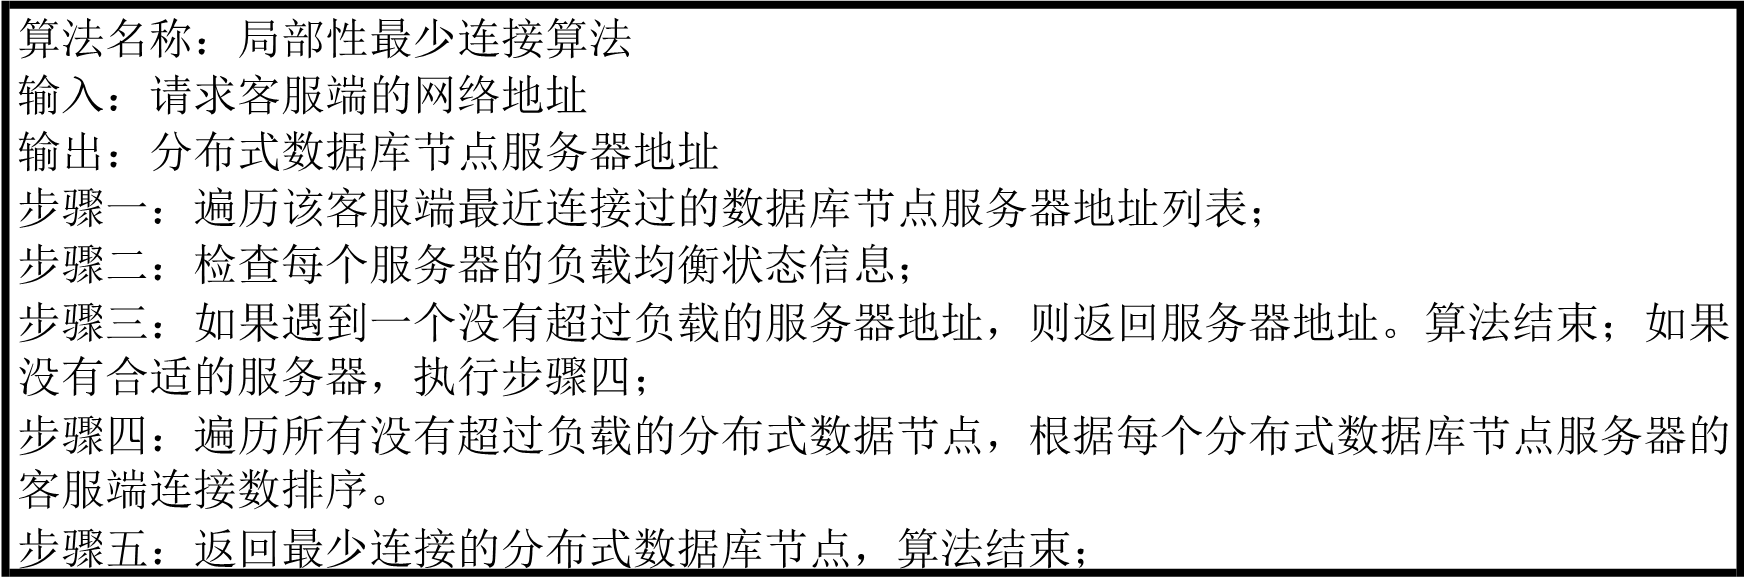 算法名称：局部性最少连接算法
输入：请求客服端的网络地址
输出：分布式数据库节点服务器地址
步骤一：遍历该客服端最近连接过的数据库节点服务器地址列表；
步骤二：检查每个服务器的负载均衡状态信息；
步骤三：如果遇到一个没有超过负载的服务器地址，则返回服务器地址。算法结束；如果
没有合适的服务器，执行步骤四；
步骤四：遍历所有没有超过负载的分布式数据节点，根据每个分布式数据库节点服务器的
客服端连接数排序。
步骤五：返回最少连接的分布式数据库节点，算法结束；